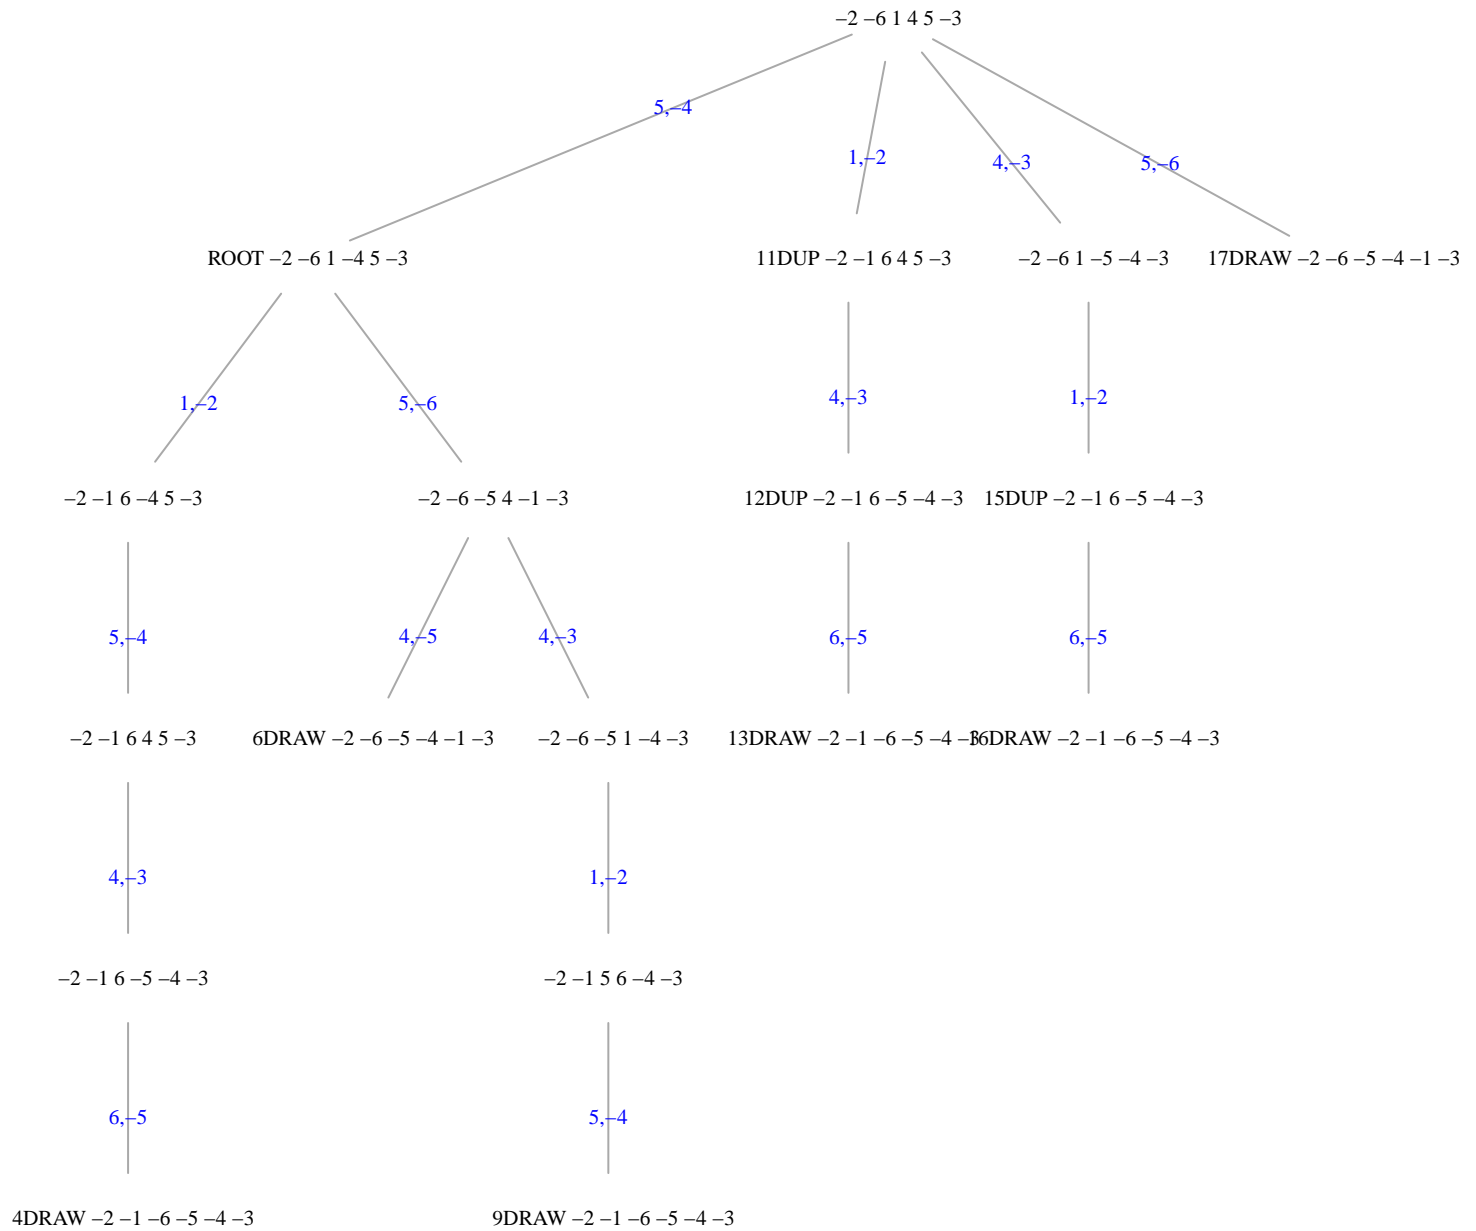 −2 −6 1 4 5 −3
5,−4
1,−2
4,−3
5,−6
ROOT −2 −6 1 −4 5 −3
11DUP −2 −1 6 4 5 −3
−2 −6 1 −5 −4 −3
17DRAW −2 −6 −5 −4 −1 −3
1,−2
5,−6
4,−3
1,−2
−2 −1 6 −4 5 −3
−2 −6 −5 4 −1 −3
12DUP −2 −1 6 −5 −4 −3
15DUP −2 −1 6 −5 −4 −3
5,−4
4,−5
4,−3
6,−5
6,−5
−2 −1 6 4 5 −3
6DRAW −2 −6 −5 −4 −1 −3
−2 −6 −5 1 −4 −3
13DRAW −2 −1 −6 −5 −4 −3
16DRAW −2 −1 −6 −5 −4 −3
4,−3
1,−2
−2 −1 6 −5 −4 −3
−2 −1 5 6 −4 −3
6,−5
5,−4
4DRAW −2 −1 −6 −5 −4 −3
9DRAW −2 −1 −6 −5 −4 −3